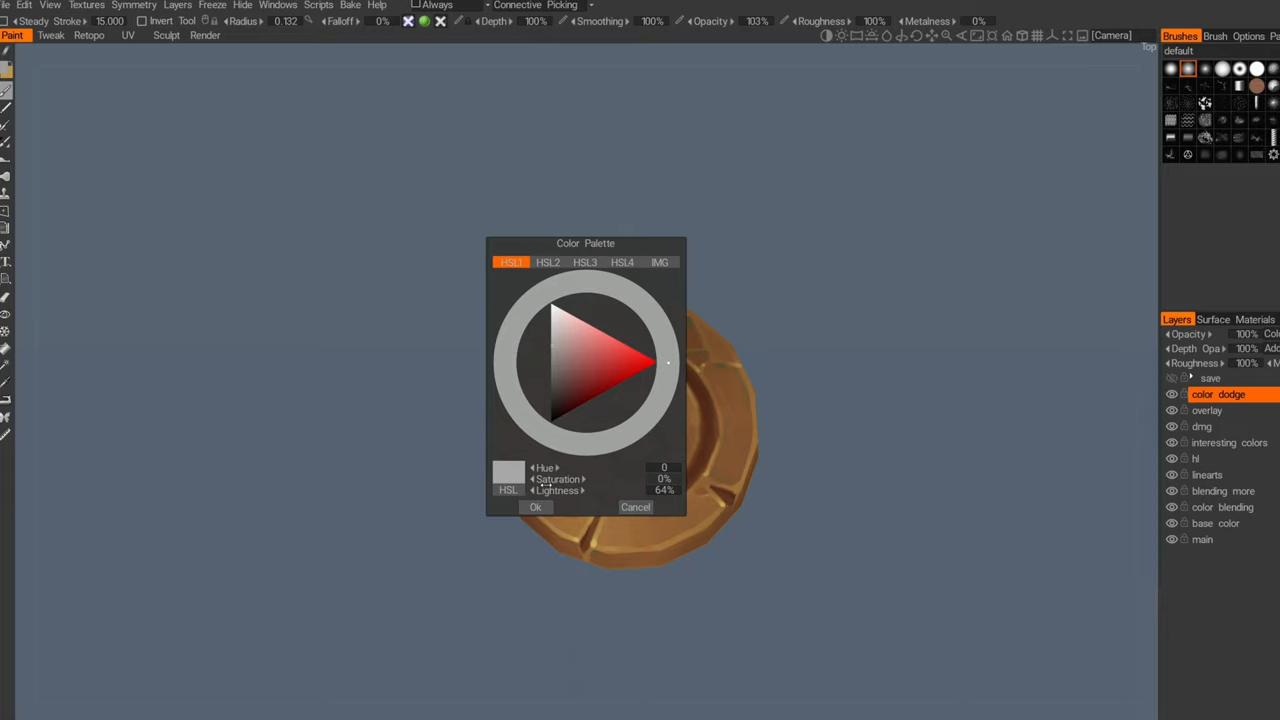 Edit View Textures Symmetry Layers Freeze Hide Windows Scripts Bake Help Always Connective Picking
Steady Stroke 15.000 Invert Tool Radius 0.132 Falloff 0% Depth 100% Smoothing 100% Opacity 103% Roughness 100% Metalness 0%
Paint Tweak Retopo UV Sculpt Render [Camera] Brushes Brush Options
Top
default
Color Palette
HSL1 HSL2 HSL3 HSL4 IMG
Hue 0
Saturation 0%
HSL Lightness 64%
Ok Cancel
Layers Surface Materials
Opacity 100%
Depth Opa 100%
Roughness 100%
save
color dodge
overlay
dmg
interesting colors
hl
linearts
blending more
color blending
base color
main